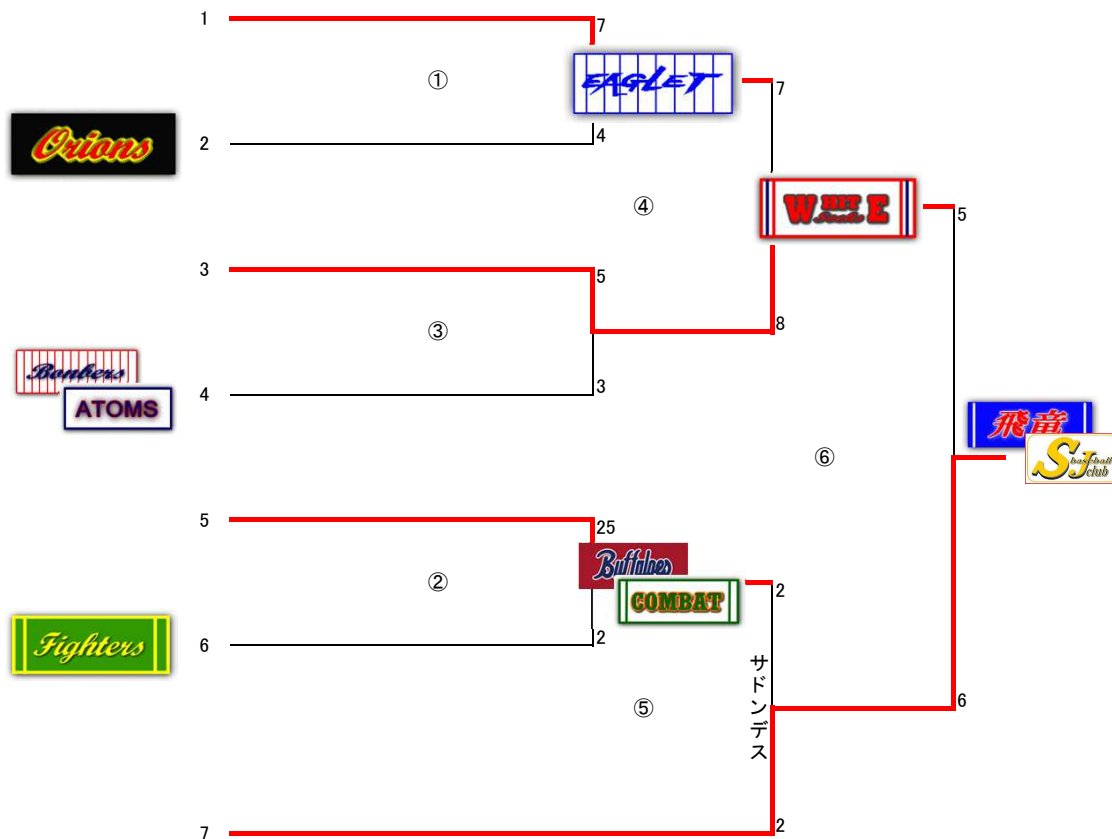 1
7
①
EAGLET
7
Orions
2
4
WHITE
Socks
④
5
3
5
③
8
Bonbers
ATOMS
4
3
飛竜
SJ baseball club
⑥
5
25
Buffaloes
②
COMBAT
2
Fighters
6
2
サドンデス
⑤
6
7
2